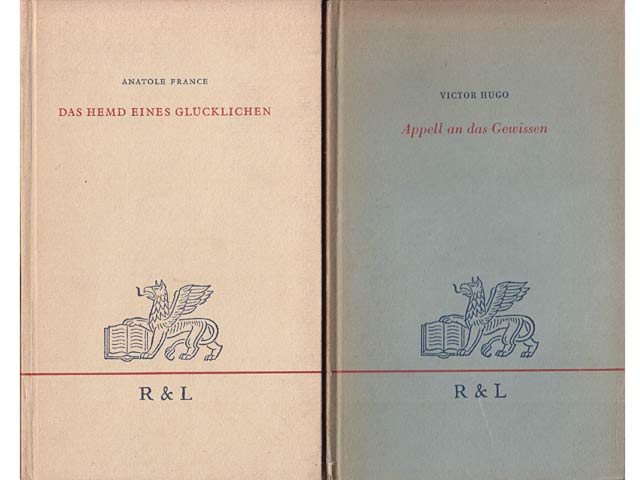 ANATOLE FRANCE
DAS HEMD EINES GLÜCKLICHEN
R & L
VICTOR HUGO
Appell an das Gewissen
R & L